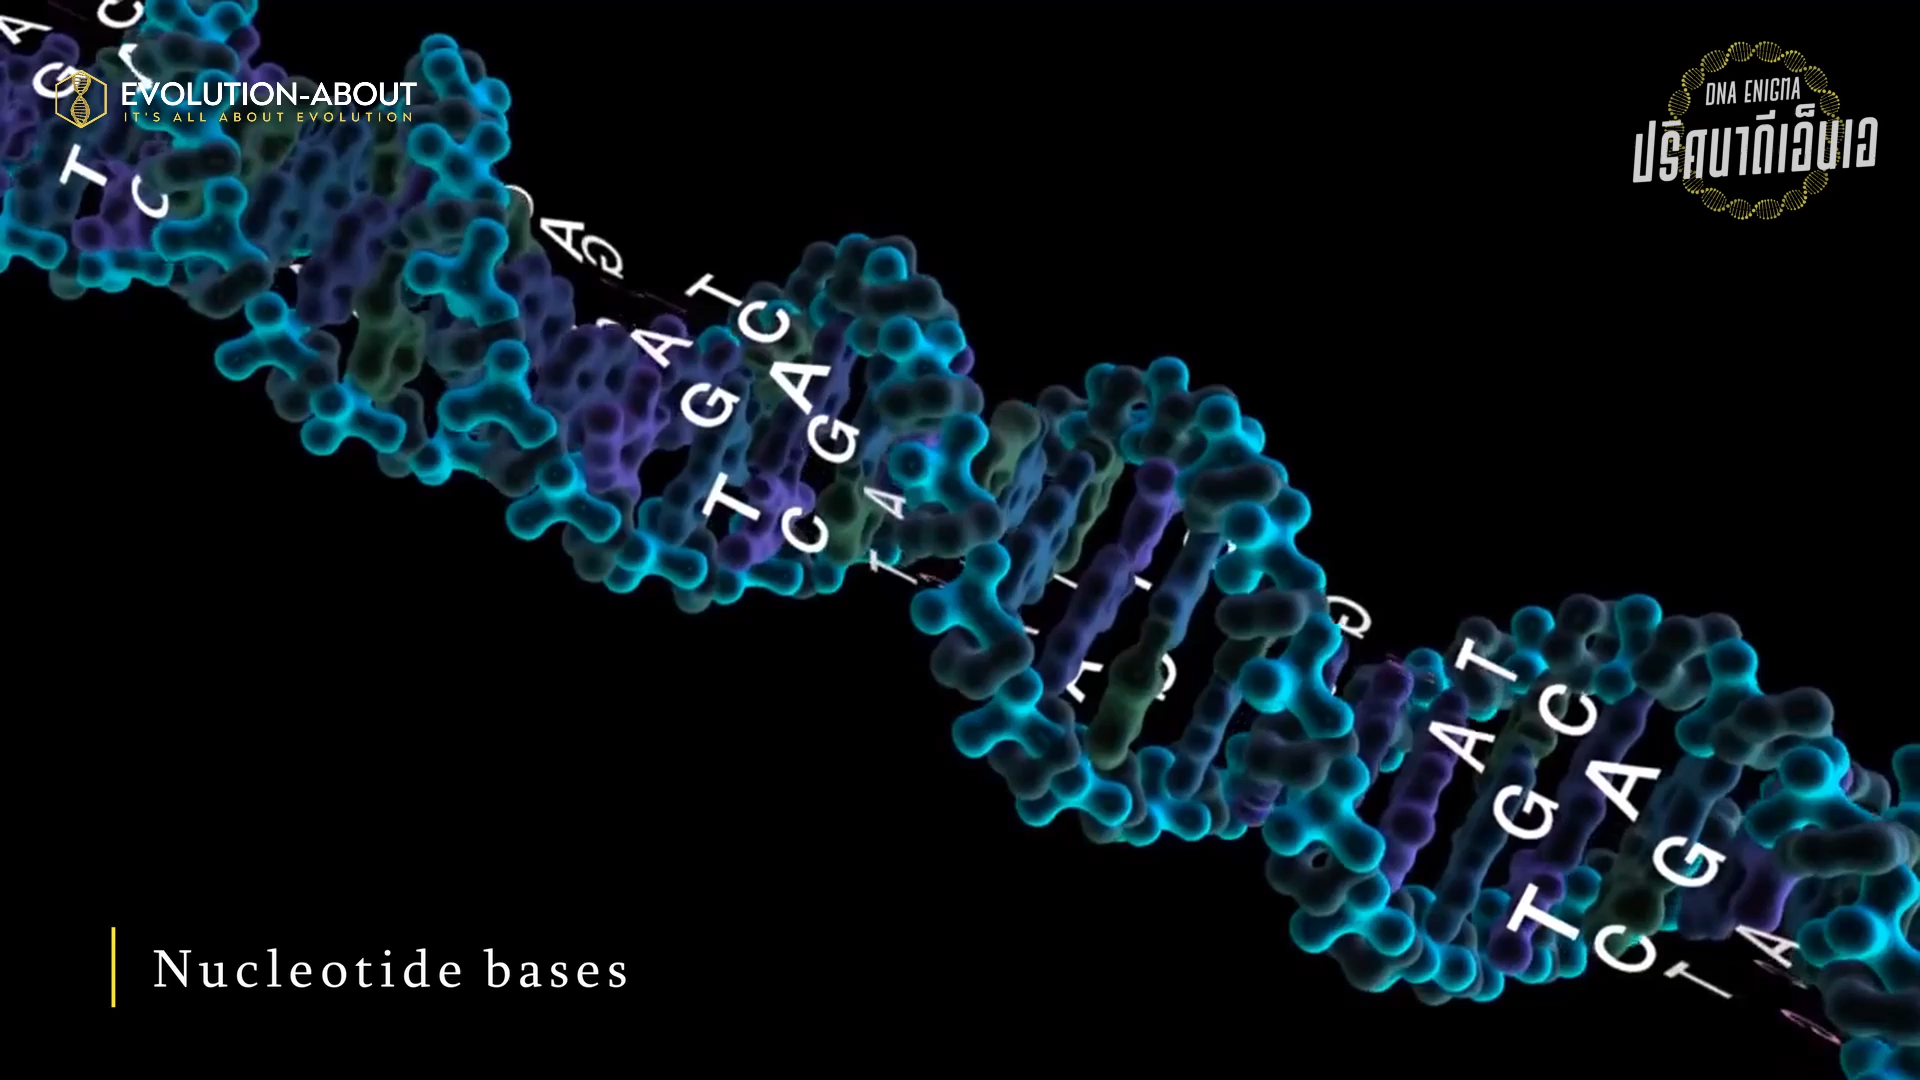 EVOLUTION-ABOUT
IT'S ALL ABOUT EVOLUTION
DNA ENIGMA
ปริศนาดีเอ็นเอ
A C
G
T C
A G
T C
A A
G G
T C A
T
A C
G
T C
A A
G G
T C A
T
Nucleotide bases